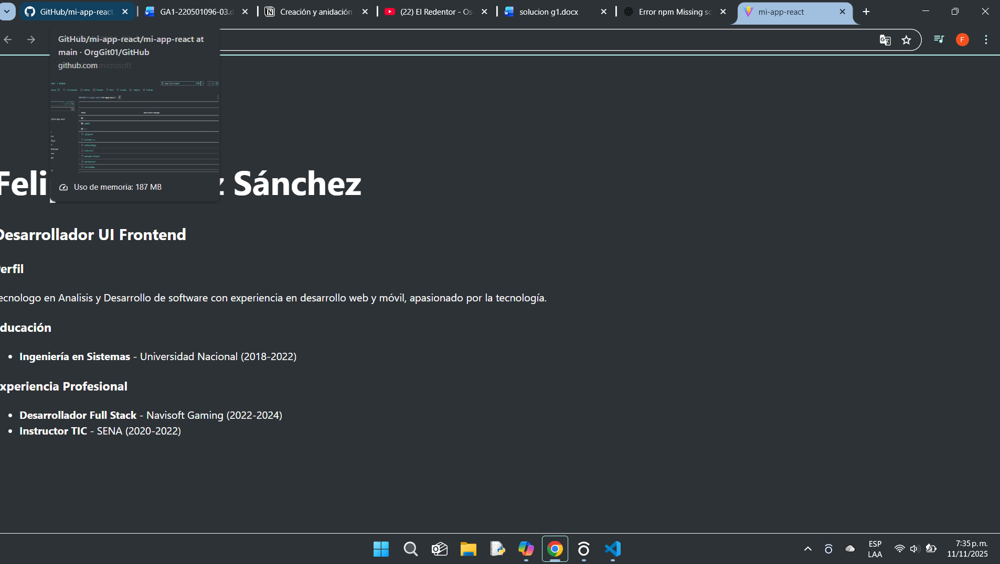 GitHub/mi-app-react
GA1-220501096-03.d
Creación y anidación
(22) El Redentor - Os
solucion g1.docx
Error npm Missing sc
mi-app-react
GitHub/mi-app-react/mi-app-react at
main · OrgGit01/GitHub
github.com
microsoft
F
Uso de memoria: 187 MB
Feli
z Sánchez
Desarrollador UI Frontend
erfil
ecnologo en Analisis y Desarrollo de software con experiencia en desarrollo web y móvil, apasionado por la tecnología.
ducación
• Ingeniería en Sistemas - Universidad Nacional (2018-2022)
xperiencia Profesional
• Desarrollador Full Stack - Navisoft Gaming (2022-2024)
• Instructor TIC - SENA (2020-2022)
ESP
LAA
7:35 p. m.
11/11/2025